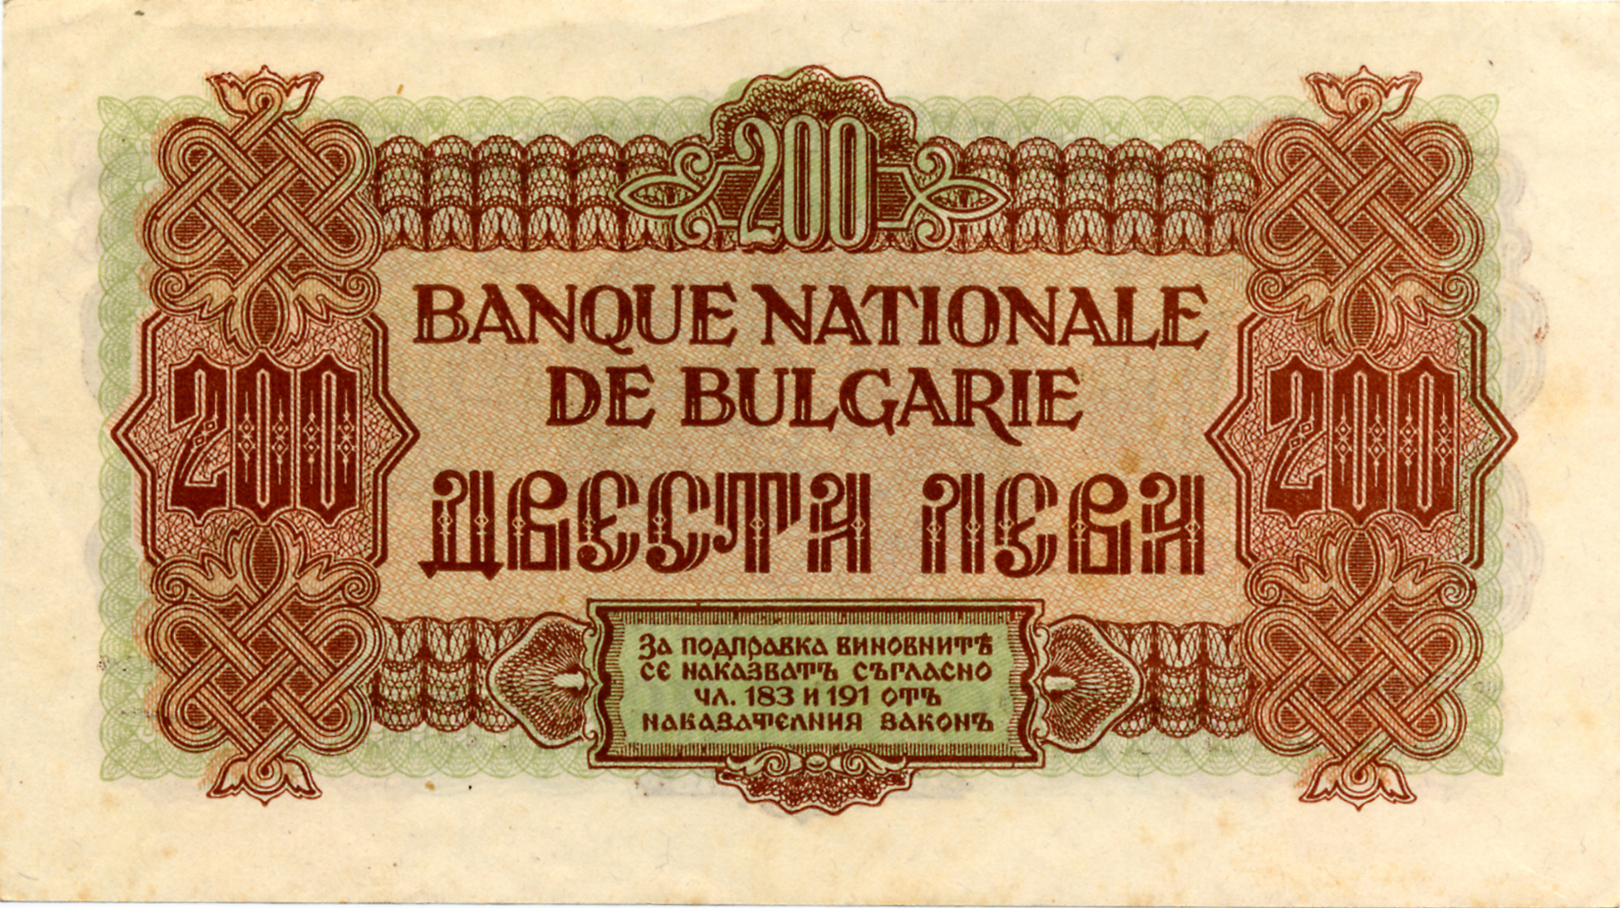 200
BANQUE NATIONALE
DE BULGARIE
200
200
ДВЕСТА ЛЕВА
За подправка виновнитѣ
се наказватъ съгласно
чл. 183 и 191 отъ
наказателния законъ